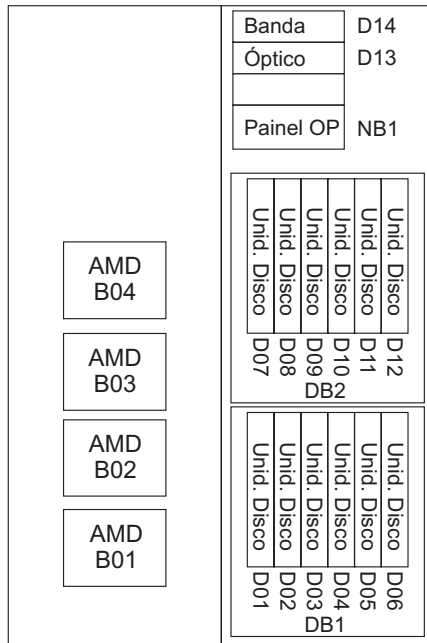 Banda D14
Óptico D13
Painel OP NB1
AMD
B04
AMD
B03
AMD
B02
AMD
B01
Unid. Disco Unid. Disco Unid. Disco Unid. Disco Unid. Disco Unid. Disco
D07 D08 D09 D10 D11 D12
DB2
Unid. Disco Unid. Disco Unid. Disco Unid. Disco Unid. Disco Unid. Disco
D01 D02 D03 D04 D05 D06
DB1